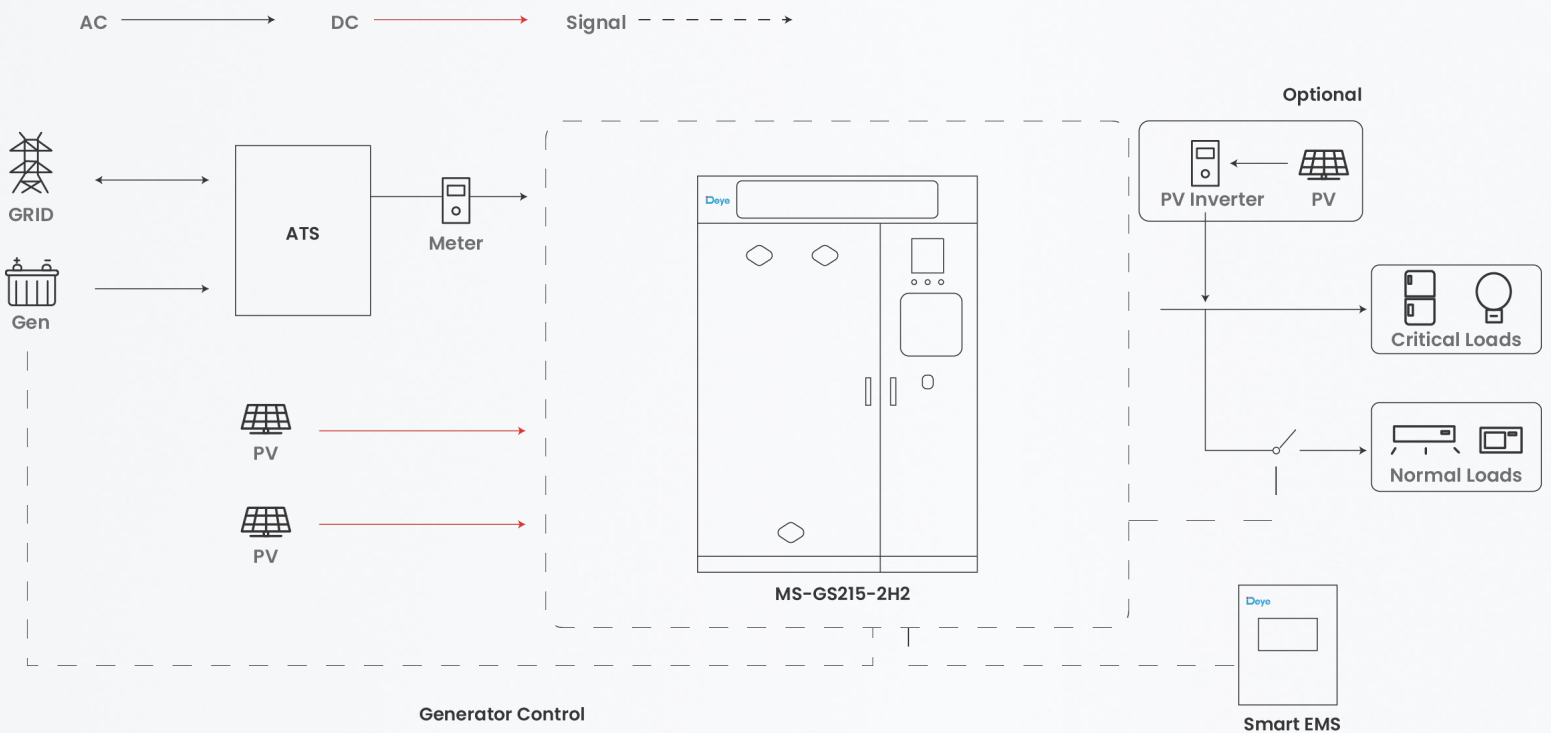 AC
DC
Signal
Optional
GRID
Gen
ATS
Meter
Deye
PV Inverter
PV
Critical Loads
Normal Loads
PV
PV
MS-GS215-2H2
Deye
Smart EMS
Generator Control